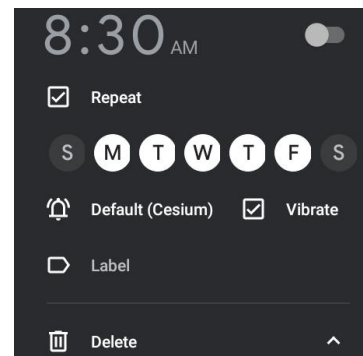 8:30 AM
Repeat
S M T W T F S
Default (Cesium) Vibrate
Label
Delete